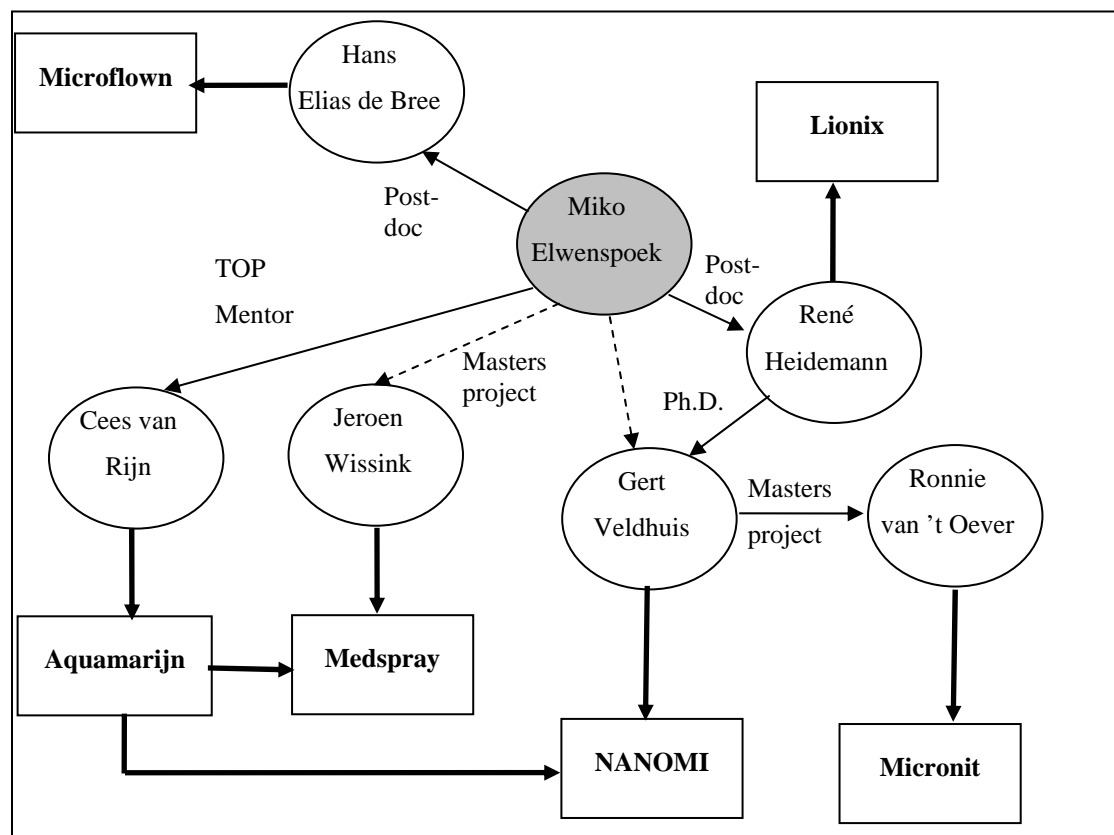 Hans
Elias de Bree
Microflown
Lionix
Post-
doc
Miko
Elwenspoek
Post-
doc
TOP
Mentor
René
Heidemann
Masters
project
Ph.D.
Cees van
Rijn
Jeroen
Wissink
Gert
Veldhuis
Masters
project
Ronnie
van ’t Oever
Aquamarijn
Medspray
NANOMI
Micronit